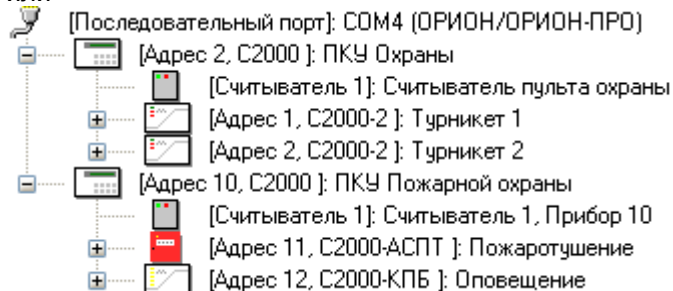 [Последовательный порт]: COM4 (ОРИОН/ОРИОН-ПРО)
[Адрес 2, С2000 ]: ПКУ Охраны
[Считыватель 1]: Считыватель пульта охраны
[Адрес 1, С2000-2 ]: Турникет 1
[Адрес 2, С2000-2 ]: Турникет 2
[Адрес 10, С2000 ]: ПКУ Пожарной охраны
[Считыватель 1]: Считыватель 1, Прибор 10
[Адрес 11, С2000-АСПТ ]: Пожаротушение
[Адрес 12, С2000-КПБ ]: Оповещение